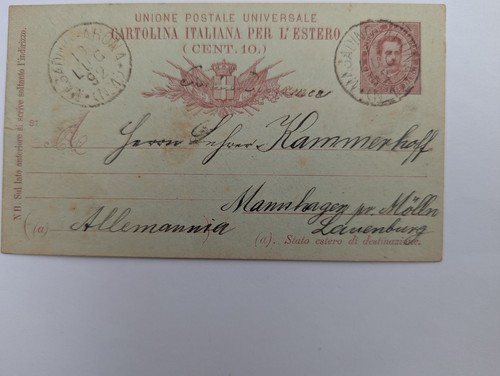 UNIONE POSTALE UNIVERSALE
CARTOLINA ITALIANA PER L'ESTERO
(CENT. 10.)
N B. Sul lato anteriore si scrive soltanto l'indirizzo.
Herrn Lehrer Kammerhoff
Mannhagen pr. Mölln
Lauenburg
(a) Allemannia
(a). Stato estero di destinazione.